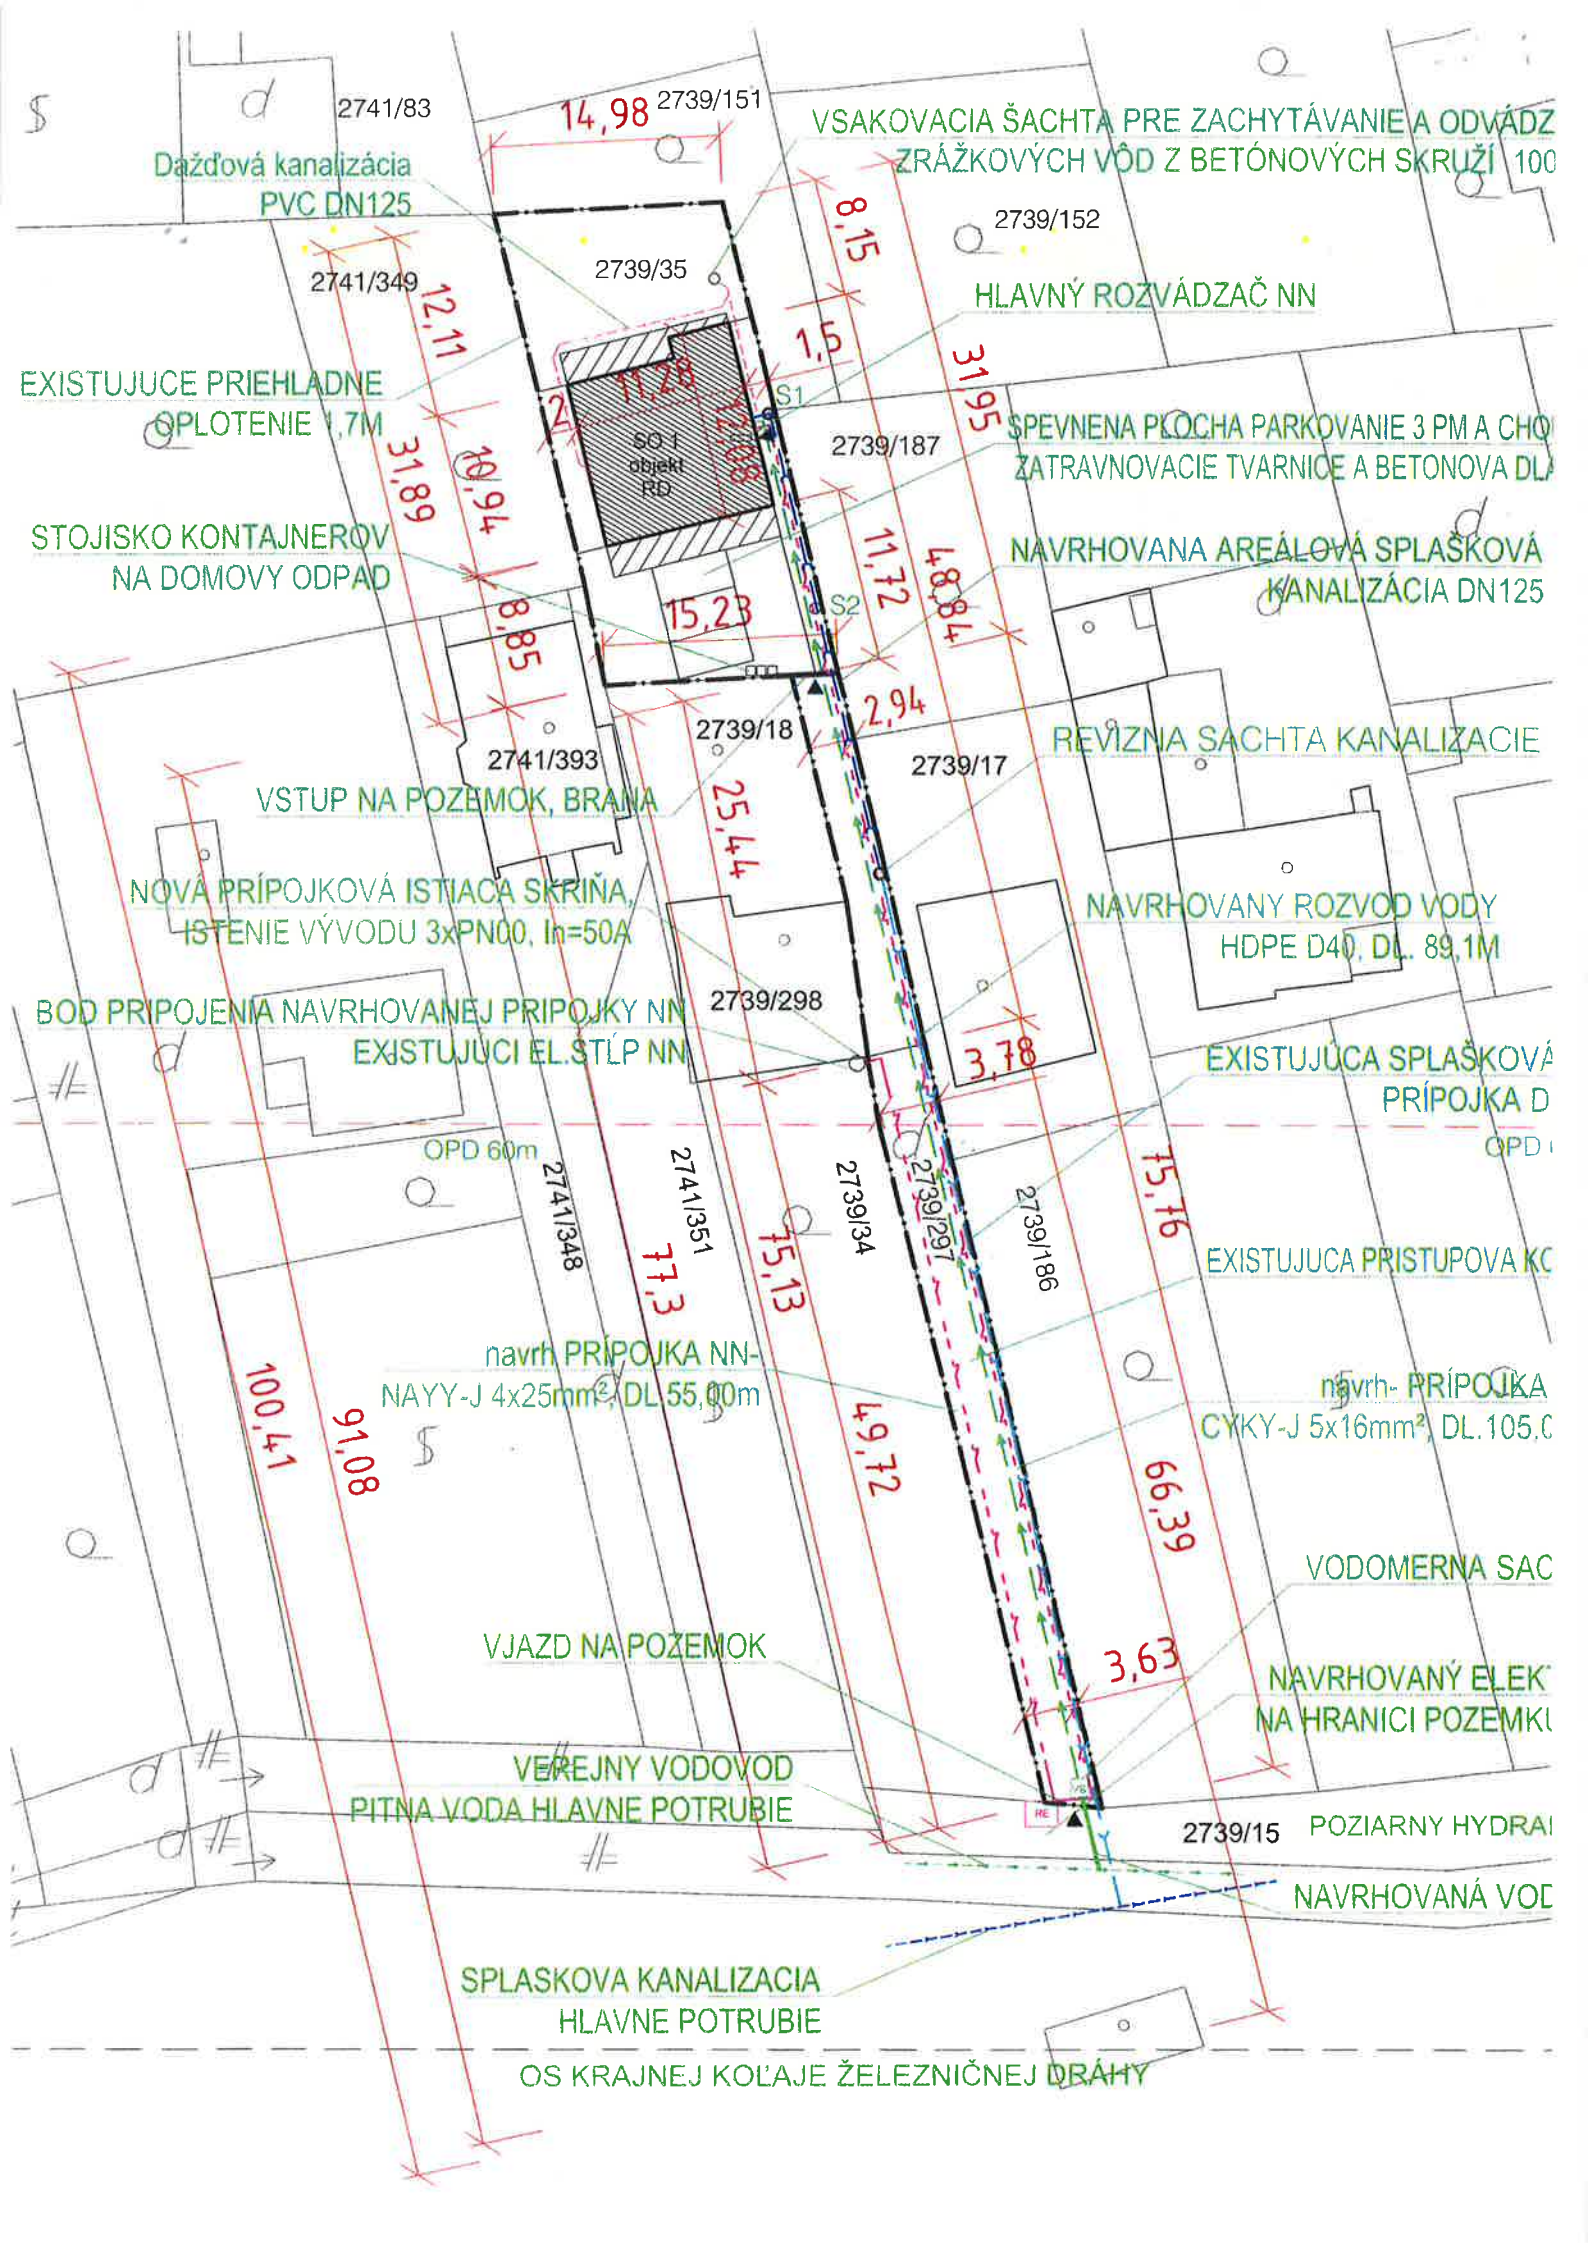 2741/83
14,98
2739/151
VSAKOVACIA ŠACHTA PRE ZACHYTÁVANIE A ODVÁDZ
ZRÁŽKOVÝCH VÔD Z BETÓNOVÝCH SKRUŽÍ 100
Dažďová kanalizácia
PVC DN125
8,15
2739/152
2741/349
12,11
2739/35
HLAVNÝ ROZVÁDZAČ NN
1,5
31,95
EXISTUJUCE PRIEHLADNE
OPLOTENIE 1,7M
2
11,28
12,08
S1
SO 1
objekt
RD
2739/187
SPEVNENA PLOCHA PARKOVANIE 3 PM A CHO
ZATRAVNOVACIE TVARNICE A BETONOVA DL
31,89
10,94
STOJISKO KONTAJNEROV
NA DOMOVY ODPAD
11,72
48,84
NAVRHOVANA AREÁLOVÁ SPLAŠKOVÁ
KANALIZÁCIA DN125
8,85
15,23
S2
2,94
2739/18
2741/393
2739/17
REVIZNA SACHTA KANALIZACIE
VSTUP NA POZEMOK, BRANA
25,44
NOVÁ PRÍPOJKOVÁ ISTIACA SKRIŇA,
ISTENIE VÝVODU 3xPN00, In=50A
NAVRHOVANY ROZVOD VODY
HDPE D40, DL. 89,1M
BOD PRIPOJENIA NAVRHOVANEJ PRIPOJKY NN
EXISTUJÚCI EL.STĹP NN
2739/298
3,78
EXISTUJÚCA SPLAŠKOVÁ
PRÍPOJKA D
OPD 60m
OPD
2741/348
2741/351
2739/34
2739/297
2739/186
75,76
77,3
75,13
EXISTUJUCA PRISTUPOVA KO
navrh PRÍPOJKA NN-
NAYY-J 4x25mm², DL.55,00m
navrh- PRÍPOJKA
CYKY-J 5x16mm², DL.105,0
100,41
91,08
49,72
66,39
VODOMERNA SAC
VJAZD NA POZEMOK
3,63
NAVRHOVANÝ ELEK
NA HRANICI POZEMKU
VEREJNY VODOVOD
PITNA VODA HLAVNE POTRUBIE
RE
2739/15
POZIARNY HYDRA
NAVRHOVANÁ VOD
SPLASKOVA KANALIZACIA
HLAVNE POTRUBIE
OS KRAJNEJ KOĽAJE ŽELEZNIČNEJ DRÁHY